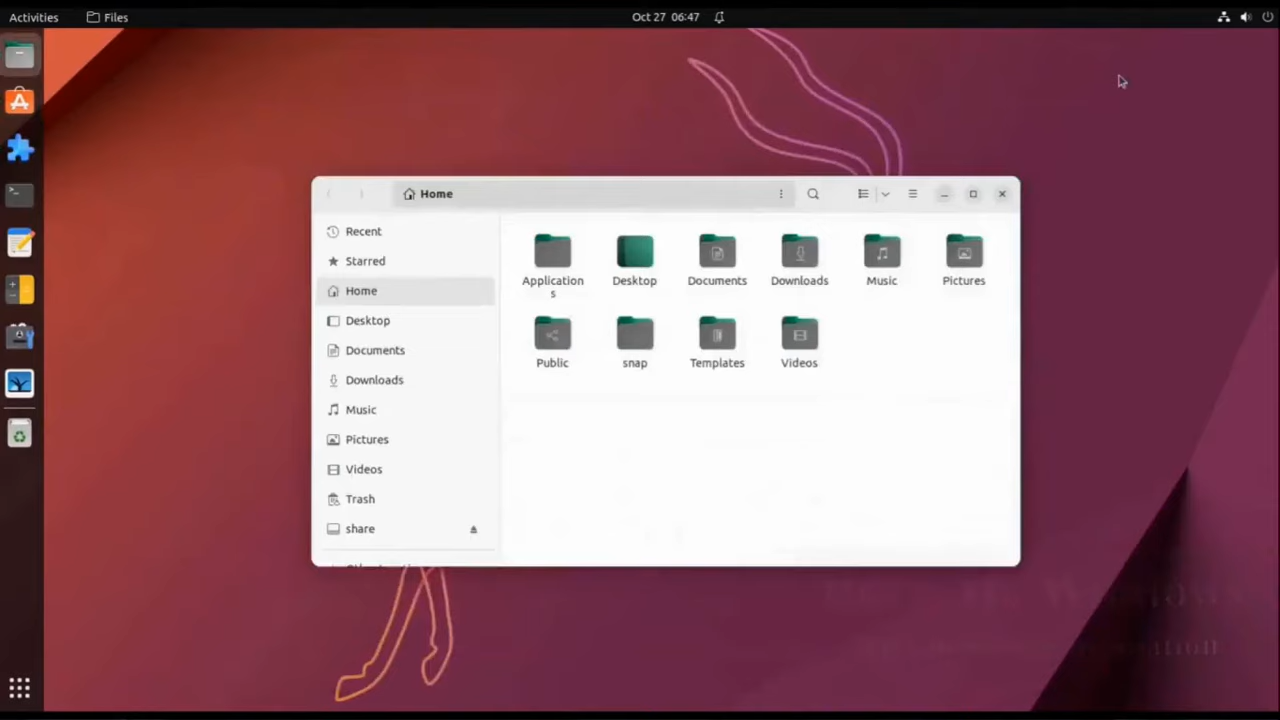 Activities
Files
Oct 27 06:47
Home
Recent
Starred
Home
Desktop
Documents
Downloads
Music
Pictures
Videos
Trash
share
Application
s
Desktop
Documents
Downloads
Music
Pictures
Public
snap
Templates
Videos